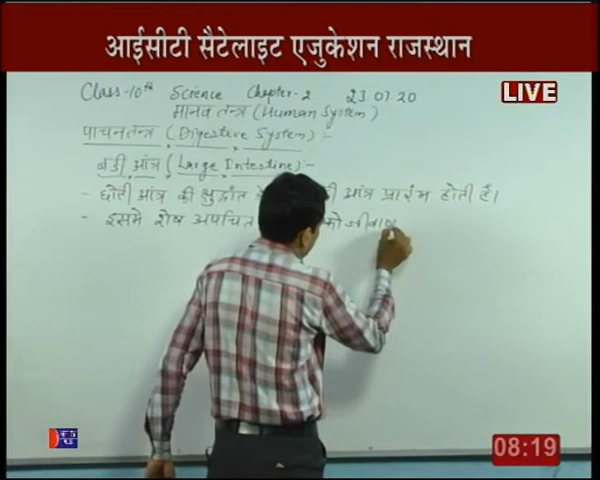 आईसीटी सैटेलाइट एजुकेशन राजस्थान
LIVE
Class-10th Science Chapter-2 23.07.20
मानव तन्त्र (Human System)
पाचनतन्त्र (Digestive System):-
बडी आंत्र (Large Intestine):-
- छोटी आंत्र की क्षुद्रांत आंत्र प्रारंभ होती है।
- इसमे शेष अपचित को जीवाणु
08:19